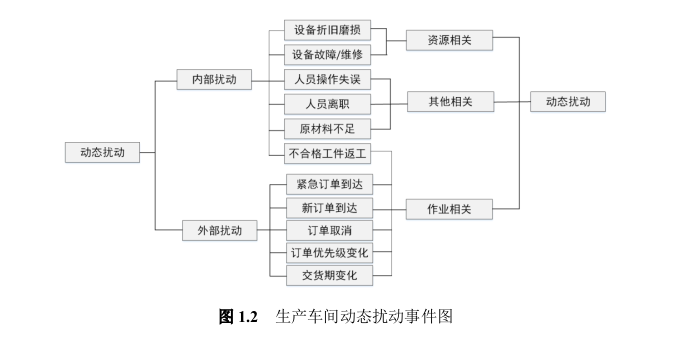 设备折旧磨损
资源相关
设备故障/维修
内部扰动
人员操作失误
人员离职
其他相关
动态扰动
原材料不足
动态扰动
不合格工件返工
紧急订单到达
新订单到达
作业相关
外部扰动
订单取消
订单优先级变化
交货期变化
图 1.2 生产车间动态扰动事件图